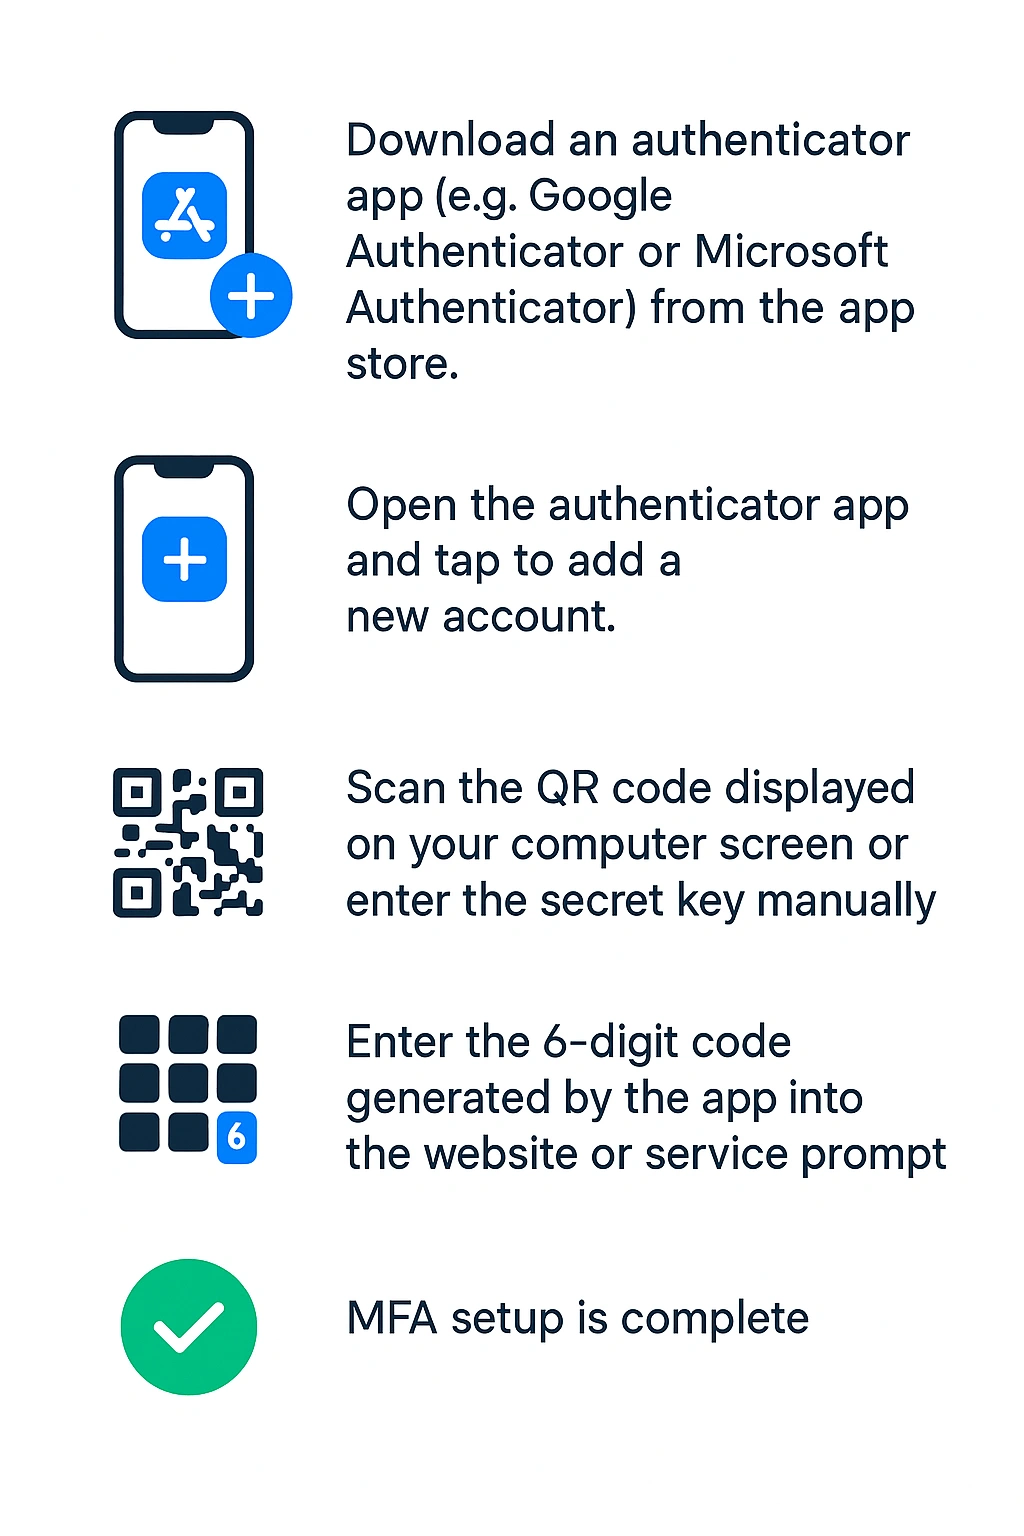 Download an authenticator
app (e.g. Google
Authenticator or Microsoft
Authenticator) from the app
store.
Open the authenticator app
and tap to add a
new account.
Scan the QR code displayed
on your computer screen or
enter the secret key manually
Enter the 6-digit code
generated by the app into
the website or service prompt
6
MFA setup is complete